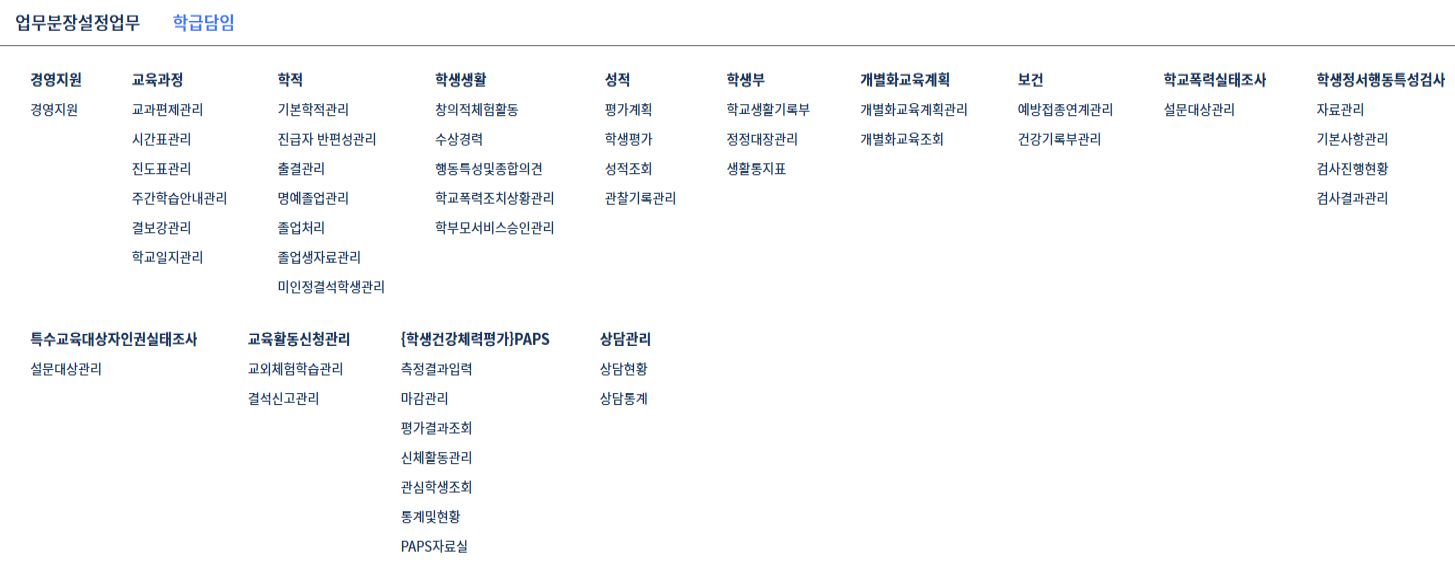 업무분장설정업무 학급담임
경영지원 교육과정 학적 학생생활 성적 학생부 개별화교육계획 보건 학교폭력실태조사 학생정서행동특성검사
경영지원 교과편제관리 기본학적관리 창의적체험활동 평가계획 학교생활기록부 개별화교육계획관리 예방접종연계관리 설문대상관리 자료관리
시간표관리 진급자 반편성관리 수상경력 학생평가 정정대장관리 개별화교육조회 건강기록부관리 기본사항관리
진도표관리 출결관리 행동특성및종합의견 성적조회 생활통지표 검사진행현황
주간학습안내관리 명예졸업관리 학교폭력조치상황관리 관찰기록관리 검사결과관리
결보강관리 졸업처리 학부모서비스승인관리
학교일지관리 졸업생자료관리
미인정결석학생관리
특수교육대상자인권실태조사 교육활동신청관리 {학생건강체력평가}PAPS 상담관리
설문대상관리 교외체험학습관리 측정결과입력 상담현황
결석신고관리 마감관리 상담통계
평가결과조회
신체활동관리
관심학생조회
통계및현황
PAPS자료실